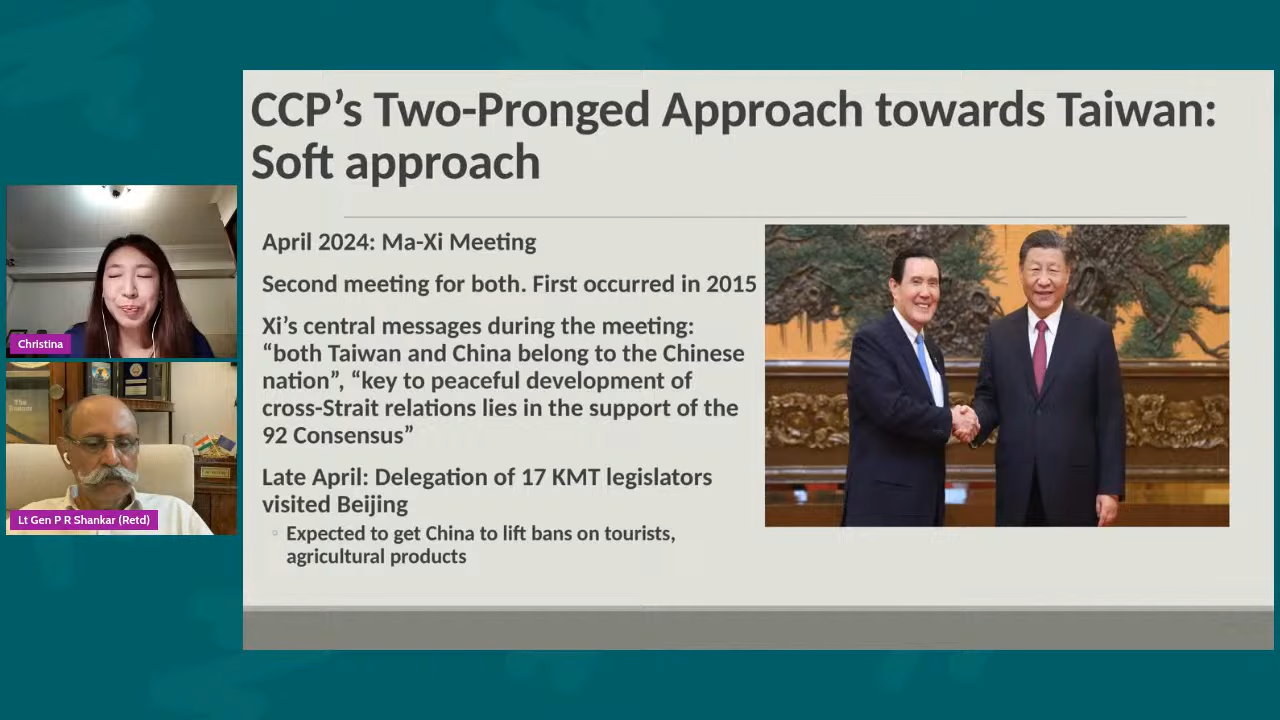 CCP’s Two-Pronged Approach towards Taiwan:
Soft approach
April 2024: Ma-Xi Meeting
Second meeting for both. First occurred in 2015
Xi’s central messages during the meeting:
“both Taiwan and China belong to the Chinese
nation”, “key to peaceful development of
cross-Strait relations lies in the support of the
92 Consensus”
Late April: Delegation of 17 KMT legislators
visited Beijing
Expected to get China to lift bans on tourists,
agricultural products
Christina
Lt Gen P R Shankar (Retd)